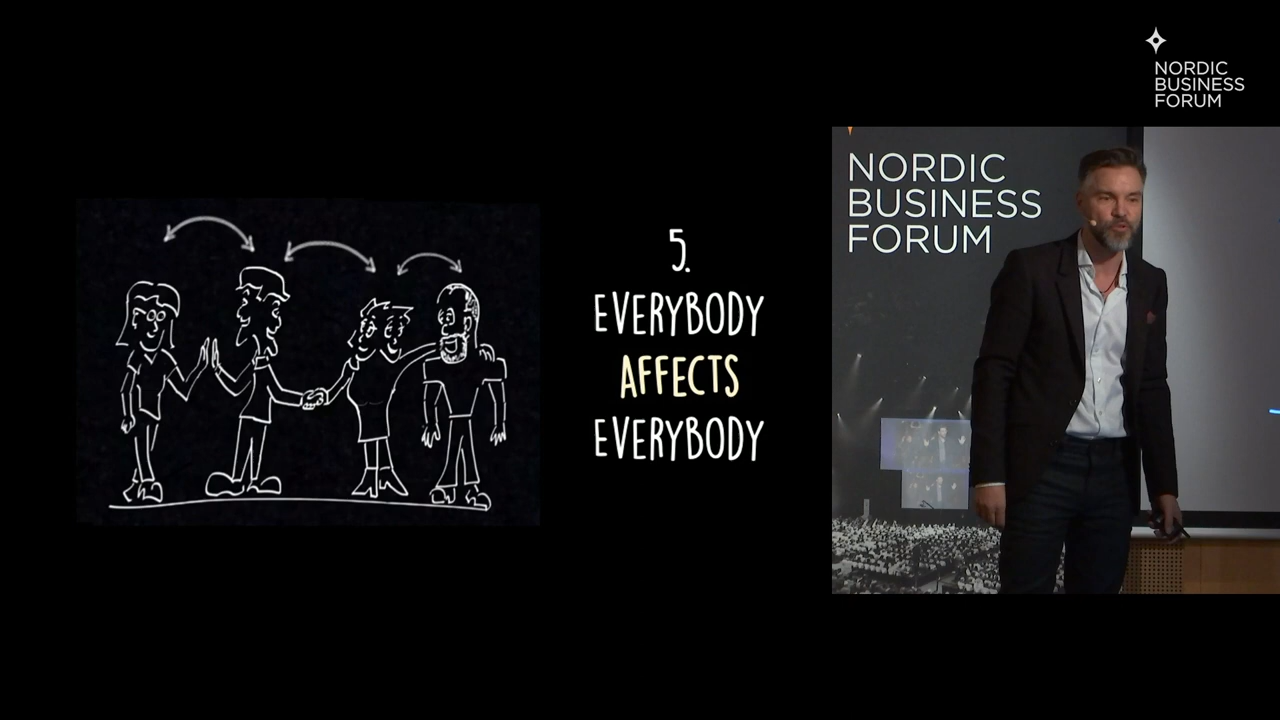 5.
EVERYBODY
AFFECTS
EVERYBODY
NORDIC
BUSINESS
FORUM
NORDIC
BUSINESS
FORUM